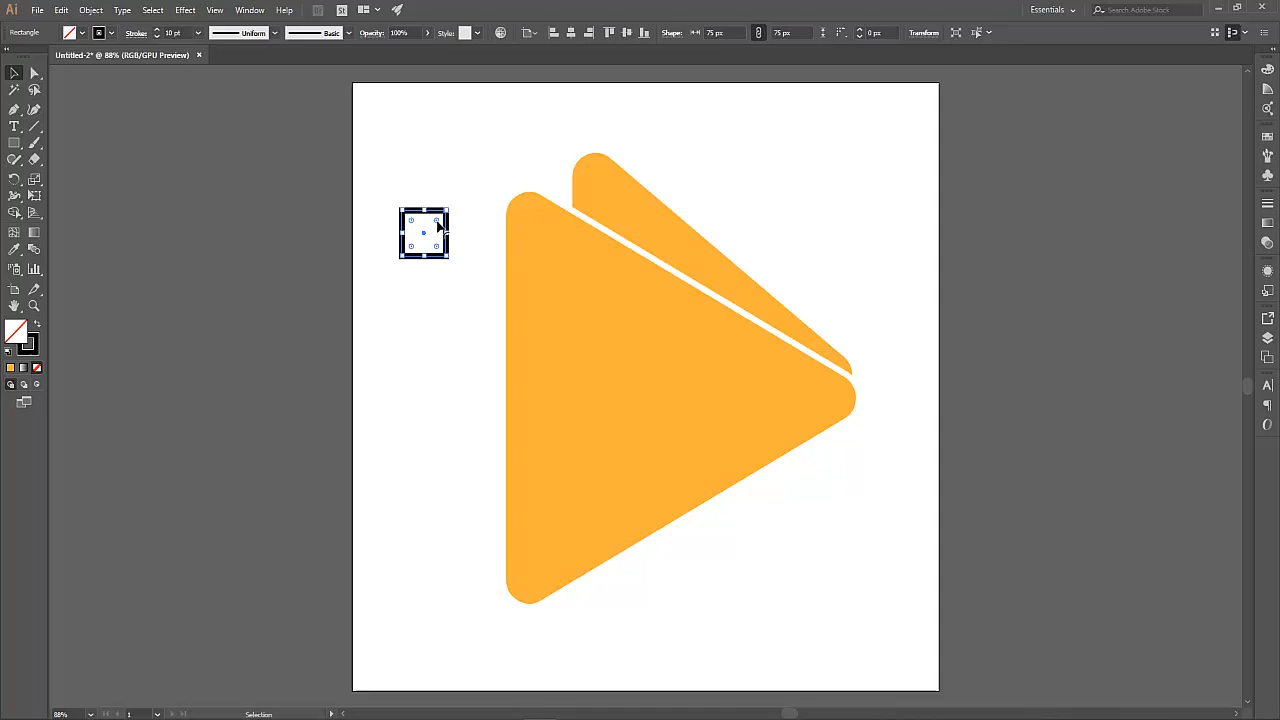 Ai File Edit Object Type Select Effect View Window Help Br St Essentials Search Adobe Stock
Rectangle Stroke: 10 pt Uniform Basic Opacity: 100% Style: Shape: 75 px 75 px 0 px Transform
Untitled-2* @ 88% (RGB/GPU Preview) ×
88% 1 Selection